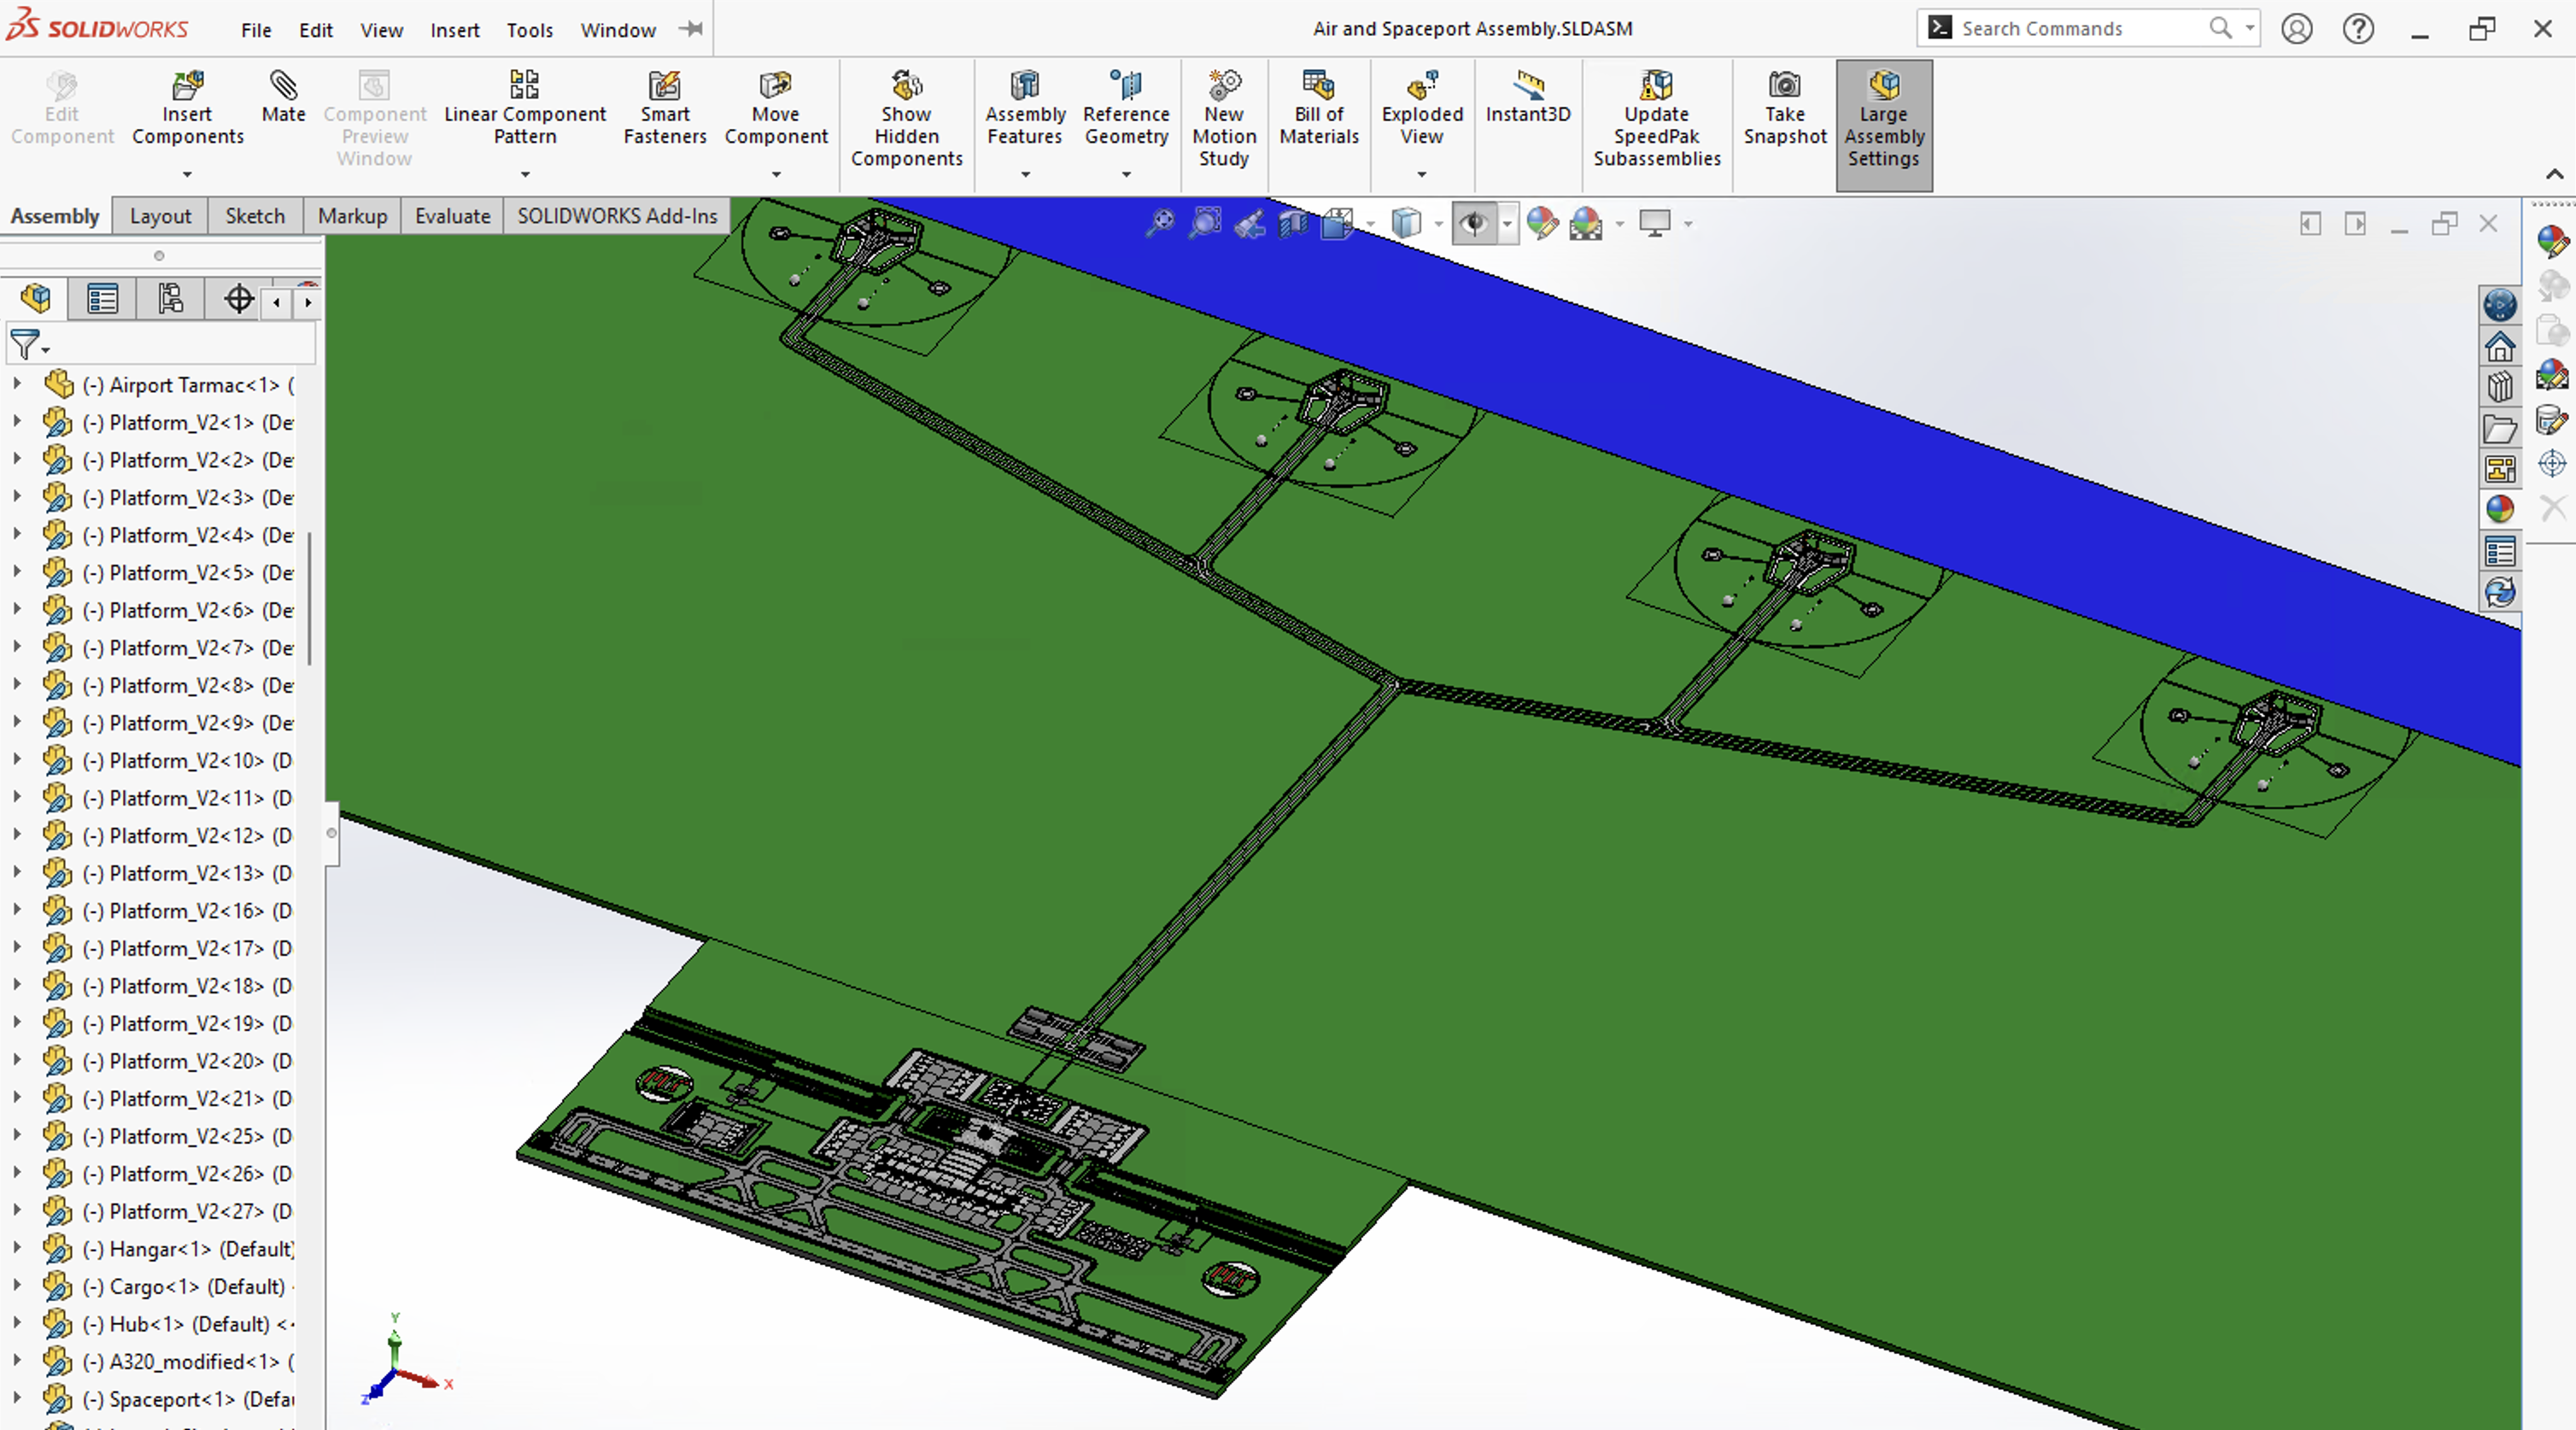 SOLIDWORKS
File Edit View Insert Tools Window
Air and Spaceport Assembly.SLDASM
Search Commands
Edit Component
Insert Components
Mate
Component Preview Window
Linear Component Pattern
Smart Fasteners
Move Component
Show Hidden Components
Assembly Features
Reference Geometry
New Motion Study
Bill of Materials
Exploded View
Instant3D
Update SpeedPak Subassemblies
Take Snapshot
Large Assembly Settings
Assembly Layout Sketch Markup Evaluate SOLIDWORKS Add-Ins
(-) Airport Tarmac<1> (
(-) Platform_V2<1> (De
(-) Platform_V2<2> (De
(-) Platform_V2<3> (De
(-) Platform_V2<4> (De
(-) Platform_V2<5> (De
(-) Platform_V2<6> (De
(-) Platform_V2<7> (De
(-) Platform_V2<8> (De
(-) Platform_V2<9> (De
(-) Platform_V2<10> (D
(-) Platform_V2<11> (D
(-) Platform_V2<12> (D
(-) Platform_V2<13> (D
(-) Platform_V2<16> (D
(-) Platform_V2<17> (D
(-) Platform_V2<18> (D
(-) Platform_V2<19> (D
(-) Platform_V2<20> (D
(-) Platform_V2<21> (D
(-) Platform_V2<25> (D
(-) Platform_V2<26> (D
(-) Platform_V2<27> (D
(-) Hangar<1> (Default)
(-) Cargo<1> (Default)
(-) Hub<1> (Default) <
(-) A320_modified<1> (
(-) Spaceport<1> (Defau
Y
X
Z